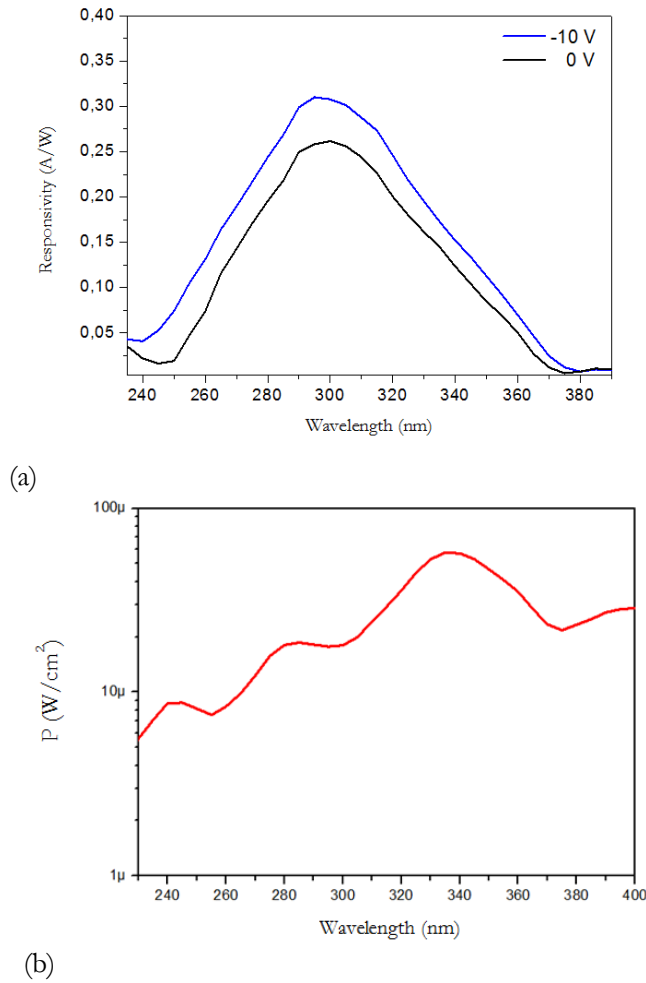 0,40
0,35
0,30
0,25
0,20
0,15
0,10
0,05
Responsivity (A/W)
-10 V
0 V
240 260 280 300 320 340 360 380
Wavelength (nm)
(a)
100µ
10µ
1µ
P (W/cm²)
240 260 280 300 320 340 360 380 400
Wavelength (nm)
(b)